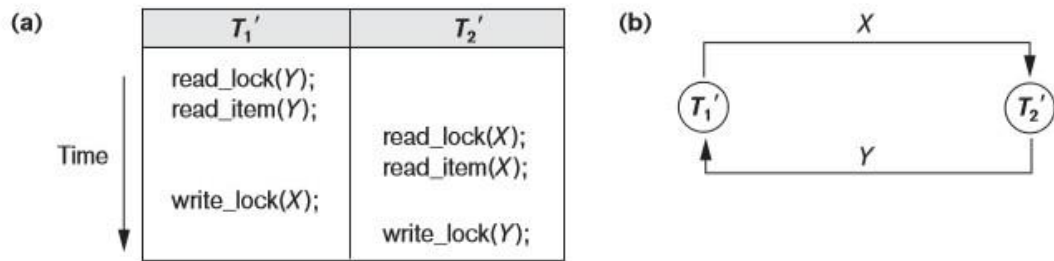 (a)
T1′ T2′
read_lock(Y);
read_item(Y);
read_lock(X);
read_item(X);
Time
write_lock(X);
write_lock(Y);
(b)
X
T1′ T2′
Y